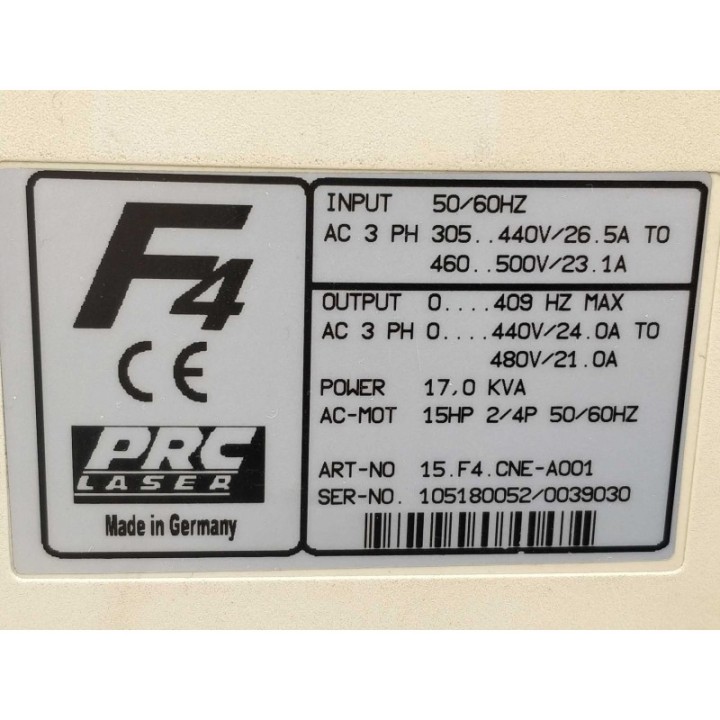 F4
CE
PRC
LASER
Made in Germany
INPUT 50/60HZ
AC 3 PH 305..440V/26.5A TO
460..500V/23.1A
OUTPUT 0....409 HZ MAX
AC 3 PH 0....440V/24.0A TO
480V/21.0A
POWER 17,0 KVA
AC-MOT 15HP 2/4P 50/60HZ
ART-NO 15.F4.CNE-A001
SER-NO. 105180052/0039030